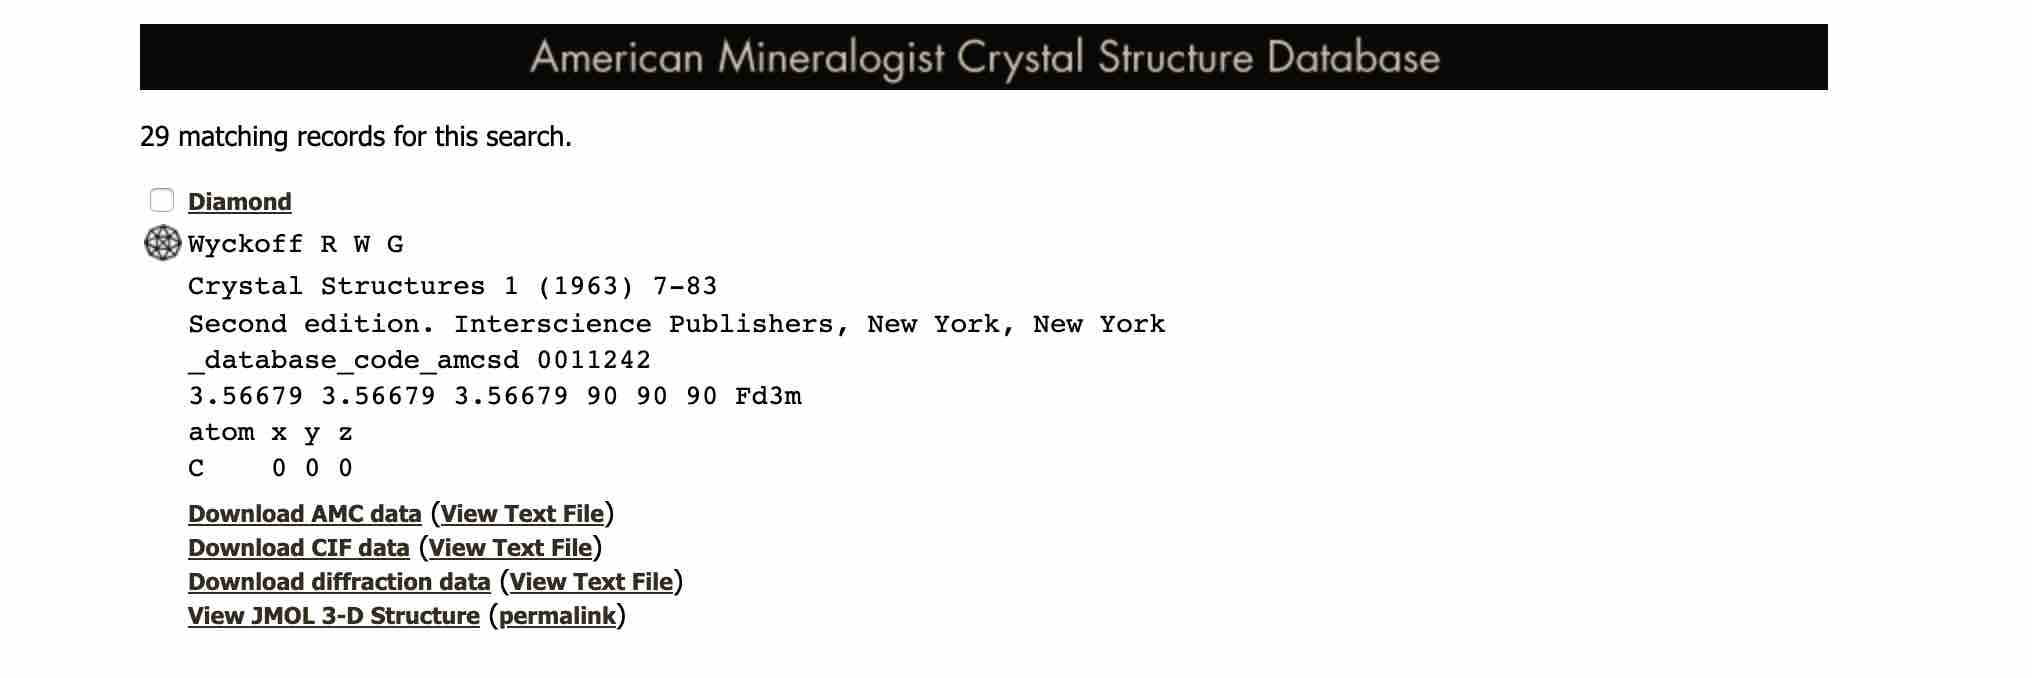 American Mineralogist Crystal Structure Database
29 matching records for this search.
Diamond
Wyckoff R W G
Crystal Structures 1 (1963) 7-83
Second edition. Interscience Publishers, New York, New York
_database_code_amcsd 0011242
3.56679 3.56679 3.56679 90 90 90 Fd3m
atom x y z
C    0 0 0
Download AMC data (View Text File)
Download CIF data (View Text File)
Download diffraction data (View Text File)
View JMOL 3-D Structure (permalink)